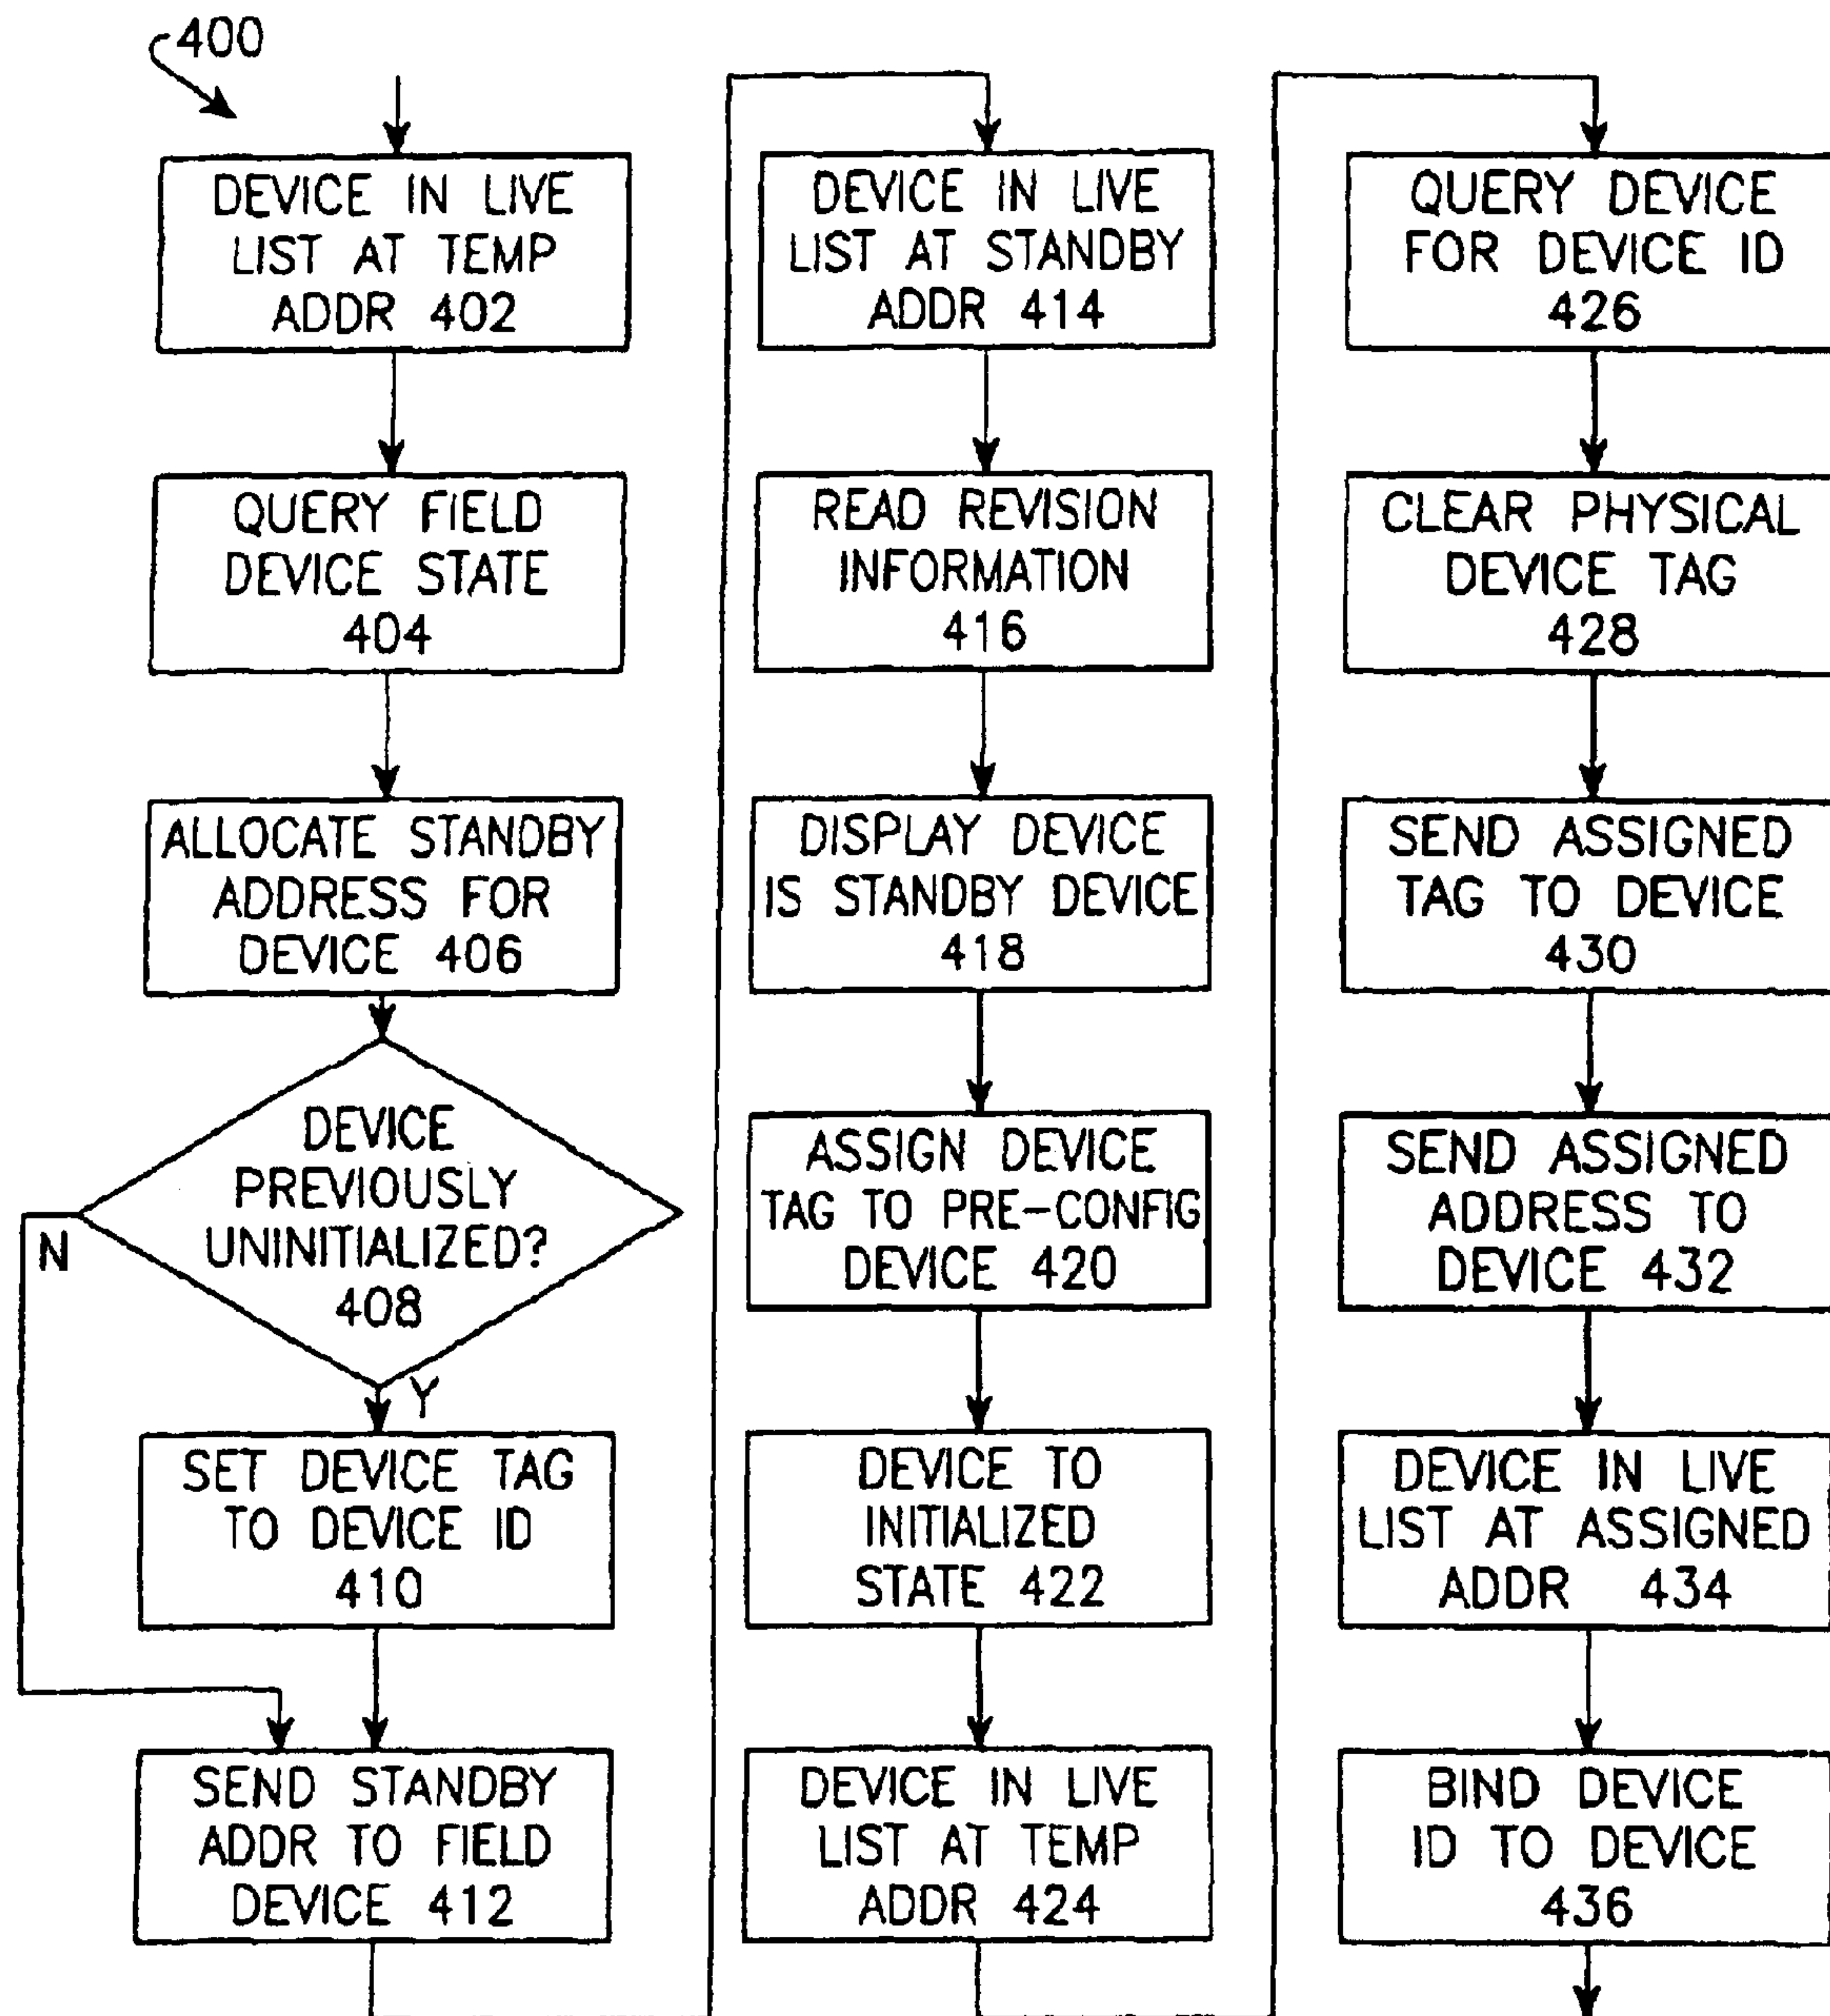 400
DEVICE IN LIVE
LIST AT TEMP
ADDR 402
QUERY FIELD
DEVICE STATE
404
ALLOCATE STANDBY
ADDRESS FOR
DEVICE 406
DEVICE
PREVIOUSLY
UNINITIALIZED?
408
N
Y
SET DEVICE TAG
TO DEVICE ID
410
SEND STANDBY
ADDR TO FIELD
DEVICE 412
DEVICE IN LIVE
LIST AT STANDBY
ADDR 414
READ REVISION
INFORMATION
416
DISPLAY DEVICE
IS STANDBY DEVICE
418
ASSIGN DEVICE
TAG TO PRE-CONFIG
DEVICE 420
DEVICE TO
INITIALIZED
STATE 422
DEVICE IN LIVE
LIST AT TEMP
ADDR 424
QUERY DEVICE
FOR DEVICE ID
426
CLEAR PHYSICAL
DEVICE TAG
428
SEND ASSIGNED
TAG TO DEVICE
430
SEND ASSIGNED
ADDRESS TO
DEVICE 432
DEVICE IN LIVE
LIST AT ASSIGNED
ADDR 434
BIND DEVICE
ID TO DEVICE
436